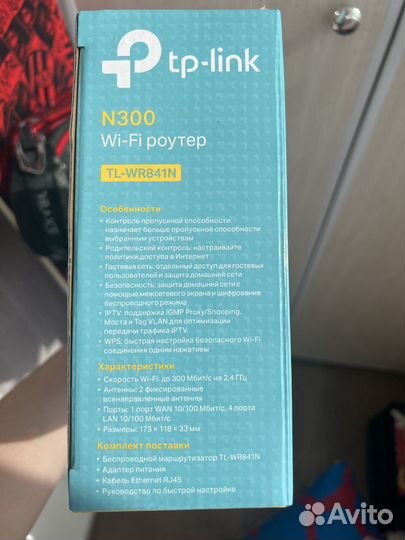 tp-link
N300
Wi-Fi роутер
TL-WR841N
Особенности
• Контроль пропускной способности:
назначает больше пропускной способности
выбранным устройствам
• Родительский контроль: настраивайте
политики доступа в Интернет
• Гостевая сеть: отдельный доступ для гостевых
пользователей и защита домашней сети
• Безопасность: защита домашней сети с
помощью межсетевого экрана и шифрования
беспроводного режима
• IPTV: поддержка IGMP Proxy/Snooping,
Моста и Tag VLAN для оптимизации
передачи трафика IPTV
• WPS: быстрая настройка безопасного Wi-Fi
соединения одним нажатием
Характеристики
• Скорость Wi-Fi: до 300 Мбит/с на 2,4 ГГц
• Антенны: 2 фиксированные
всенаправленные антенны
• Порты: 1 порт WAN 10/100 Мбит/с, 4 порта
LAN 10/100 Мбит/с
• Размеры: 173 × 118 × 33 мм
Комплект поставки
• Беспроводной маршрутизатор TL-WR841N
• Адаптер питания
• Кабель Ethernet RJ45
• Руководство по быстрой настройке
Avito